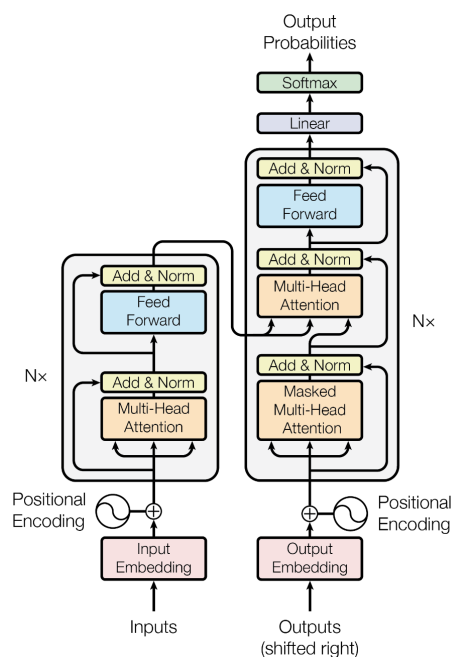 Output
Probabilities
Softmax
Linear
Add & Norm
Feed
Forward
Add & Norm
Multi-Head
Attention
Add & Norm
Masked
Multi-Head
Attention
N×
Add & Norm
Feed
Forward
N×
Add & Norm
Multi-Head
Attention
Positional
Encoding
Positional
Encoding
Input
Embedding
Output
Embedding
Inputs
Outputs
(shifted right)